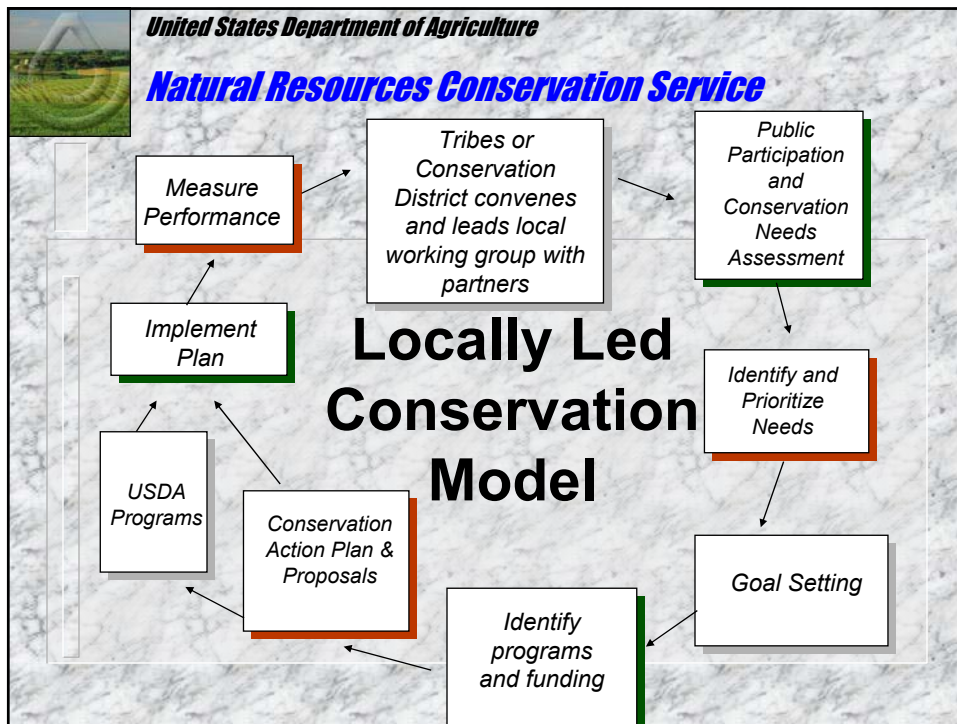 United States Department of Agriculture
Natural Resources Conservation Service
Tribes or
Conservation
District convenes
and leads local
working group with
partners
Public
Participation
and
Conservation
Needs
Assessment
Identify and
Prioritize
Needs
Goal Setting
Identify
programs
and funding
Conservation
Action Plan &
Proposals
USDA
Programs
Implement
Plan
Measure
Performance
Locally Led
Conservation
Model